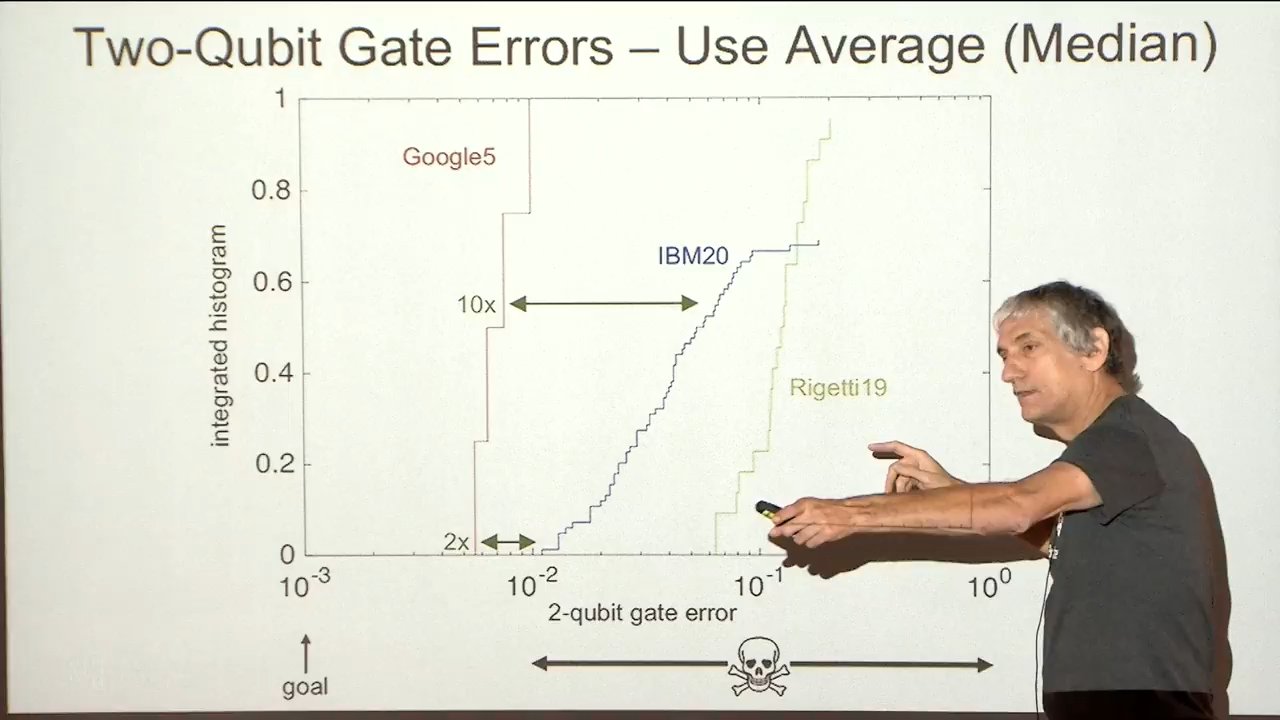 Two-Qubit Gate Errors – Use Average (Median)
1
0.8
0.6
0.4
0.2
0
integrated histogram
Google5
IBM20
10x
Rigetti19
2x
10-3
10-2
10-1
100
2-qubit gate error
goal